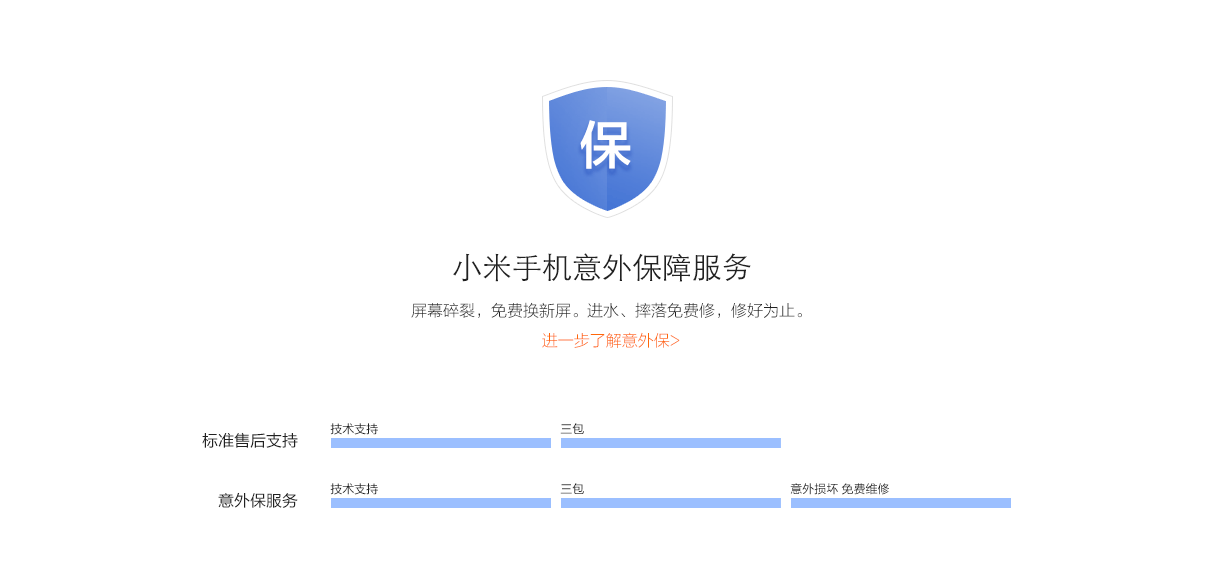 保
小米手机意外保障服务
屏幕碎裂，免费换新屏。进水、摔落免费修，修好为止。
进一步了解意外保>
标准售后支持
技术支持
三包
意外保服务
技术支持
三包
意外损坏 免费维修